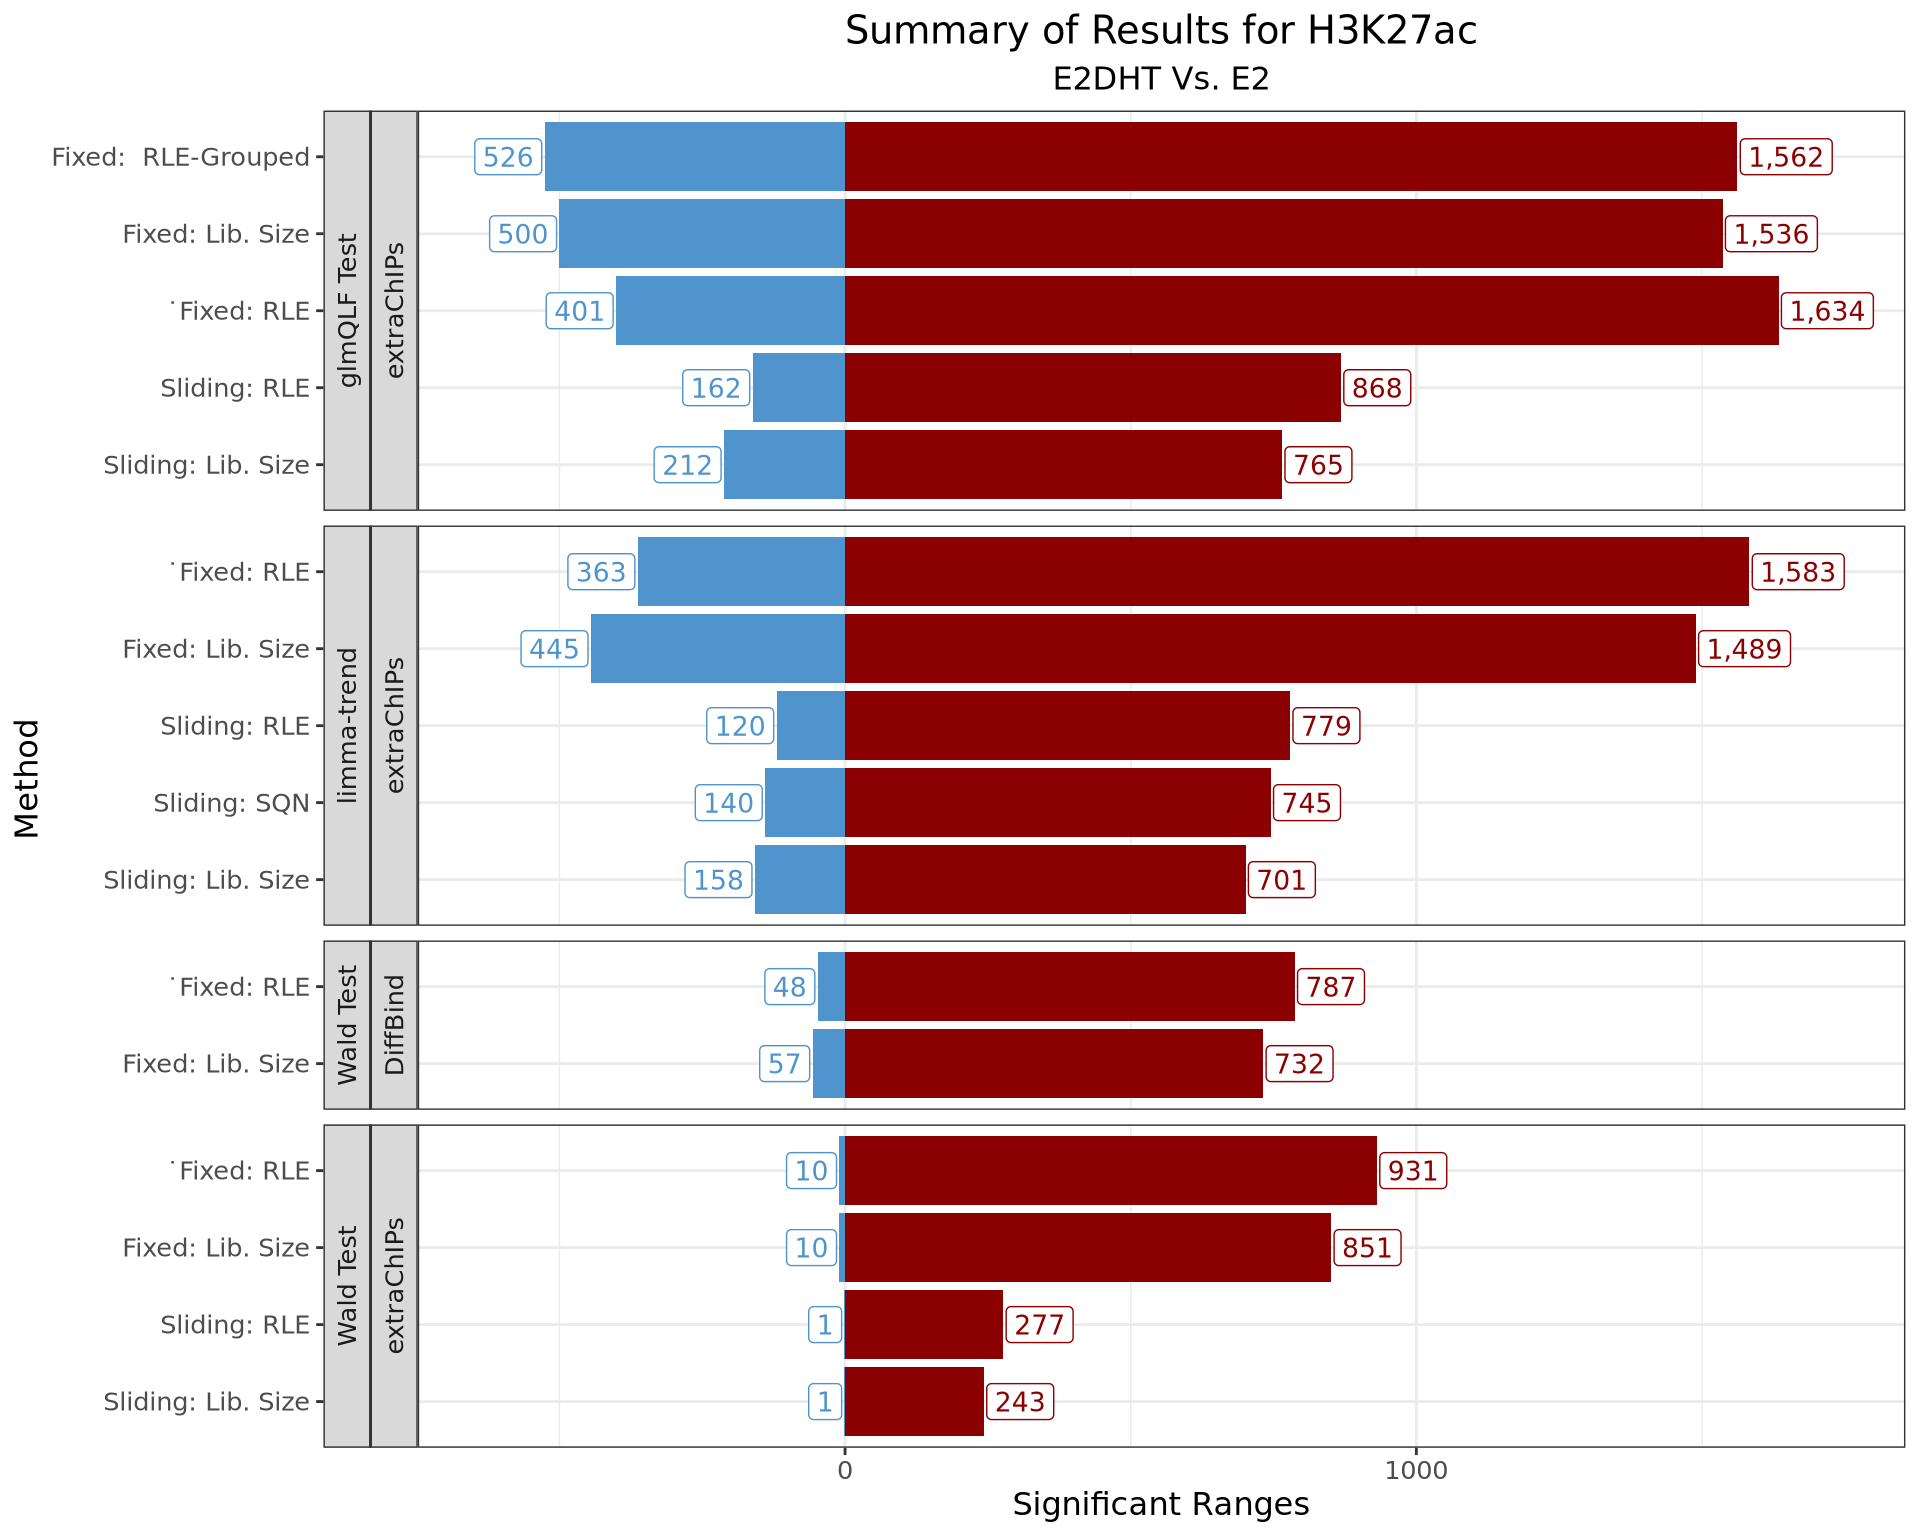 Summary of Results for H3K27ac
E2DHT Vs. E2
Method
glmQLF Test
extraChIPs
Fixed:  RLE-Grouped 526 1,562
Fixed: Lib. Size 500 1,536
˙Fixed: RLE 401 1,634
Sliding: RLE 162 868
Sliding: Lib. Size 212 765
limma-trend
extraChIPs
˙Fixed: RLE 363 1,583
Fixed: Lib. Size 445 1,489
Sliding: RLE 120 779
Sliding: SQN 140 745
Sliding: Lib. Size 158 701
Wald Test
DiffBind
˙Fixed: RLE 48 787
Fixed: Lib. Size 57 732
Wald Test
extraChIPs
˙Fixed: RLE 10 931
Fixed: Lib. Size 10 851
Sliding: RLE 1 277
Sliding: Lib. Size 1 243
0 1000
Significant Ranges